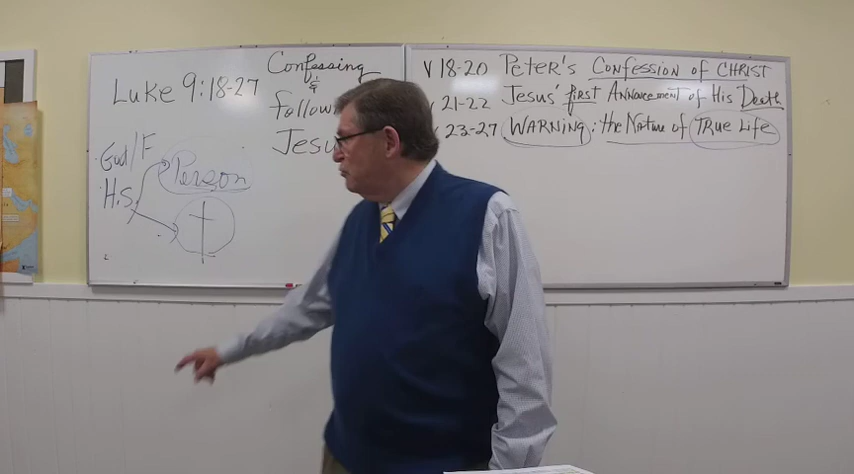 Luke 9:18-27
God/F
H.S.
Person
Confessing
&
follow
Jesu
V 18-20 Peter's Confession of Christ
21-22 Jesus' first Announcement of His Death
23-27 Warning: the Nature of True Life